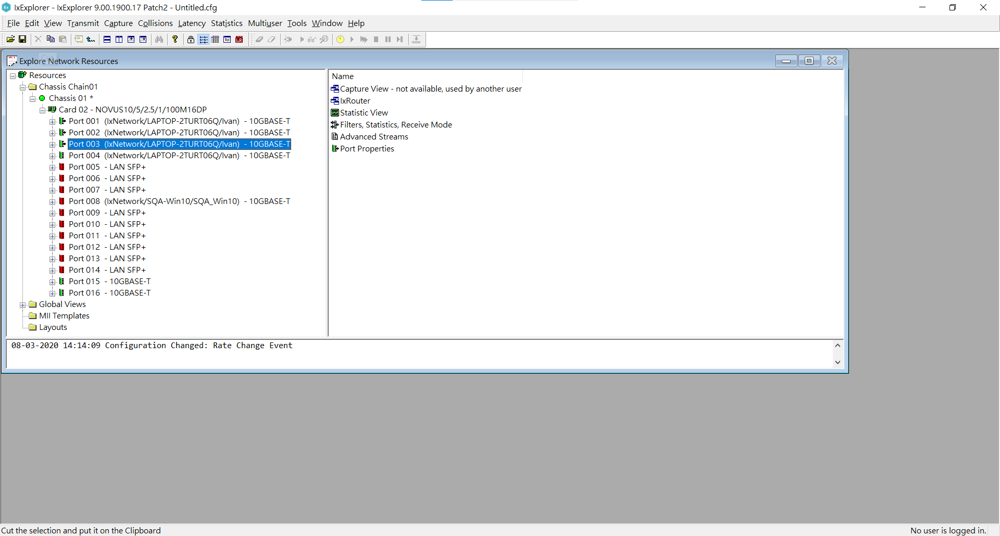 IxExplorer - IxExplorer 9.00.1900.17 Patch2 - Untitled.cfg
File Edit View Transmit Capture Collisions Latency Statistics Multiuser Tools Window Help
Explore Network Resources
Resources
Chassis Chain01
Chassis 01 *
Card 02 - NOVUS10/5/2.5/1/100M16DP
Port 001 (IxNetwork/LAPTOP-2TURT06Q/Ivan) - 10GBASE-T
Port 002 (IxNetwork/LAPTOP-2TURT06Q/Ivan) - 10GBASE-T
Port 003 (IxNetwork/LAPTOP-2TURT06Q/Ivan) - 10GBASE-T
Port 004 (IxNetwork/LAPTOP-2TURT06Q/Ivan) - 10GBASE-T
Port 005 - LAN SFP+
Port 006 - LAN SFP+
Port 007 - LAN SFP+
Port 008 (IxNetwork/SQA-Win10/SQA_Win10) - 10GBASE-T
Port 009 - LAN SFP+
Port 010 - LAN SFP+
Port 011 - LAN SFP+
Port 012 - LAN SFP+
Port 013 - LAN SFP+
Port 014 - LAN SFP+
Port 015 - 10GBASE-T
Port 016 - 10GBASE-T
Global Views
MII Templates
Layouts
Name
Capture View - not available, used by another user
IxRouter
Statistic View
Filters, Statistics, Receive Mode
Advanced Streams
Port Properties
08-03-2020 14:14:09 Configuration Changed: Rate Change Event
Cut the selection and put it on the Clipboard
No user is logged in.